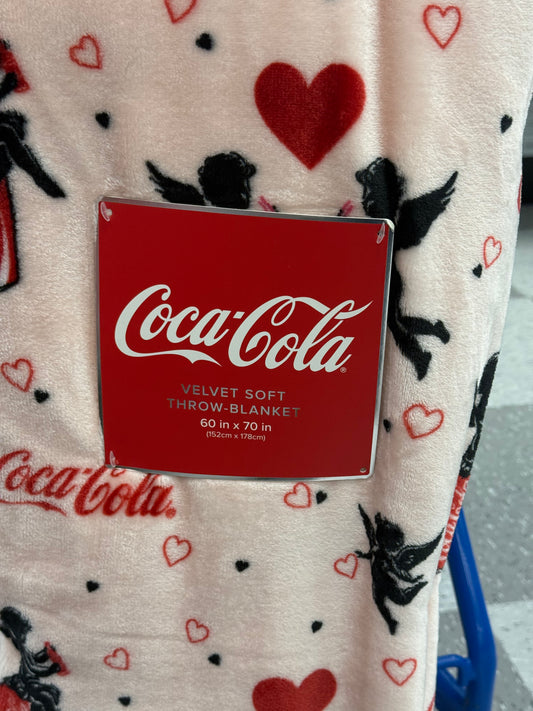 Coca-Cola®
VELVET SOFT
THROW-BLANKET
60 in x 70 in
(152cm x 178cm)
Coca-Cola®